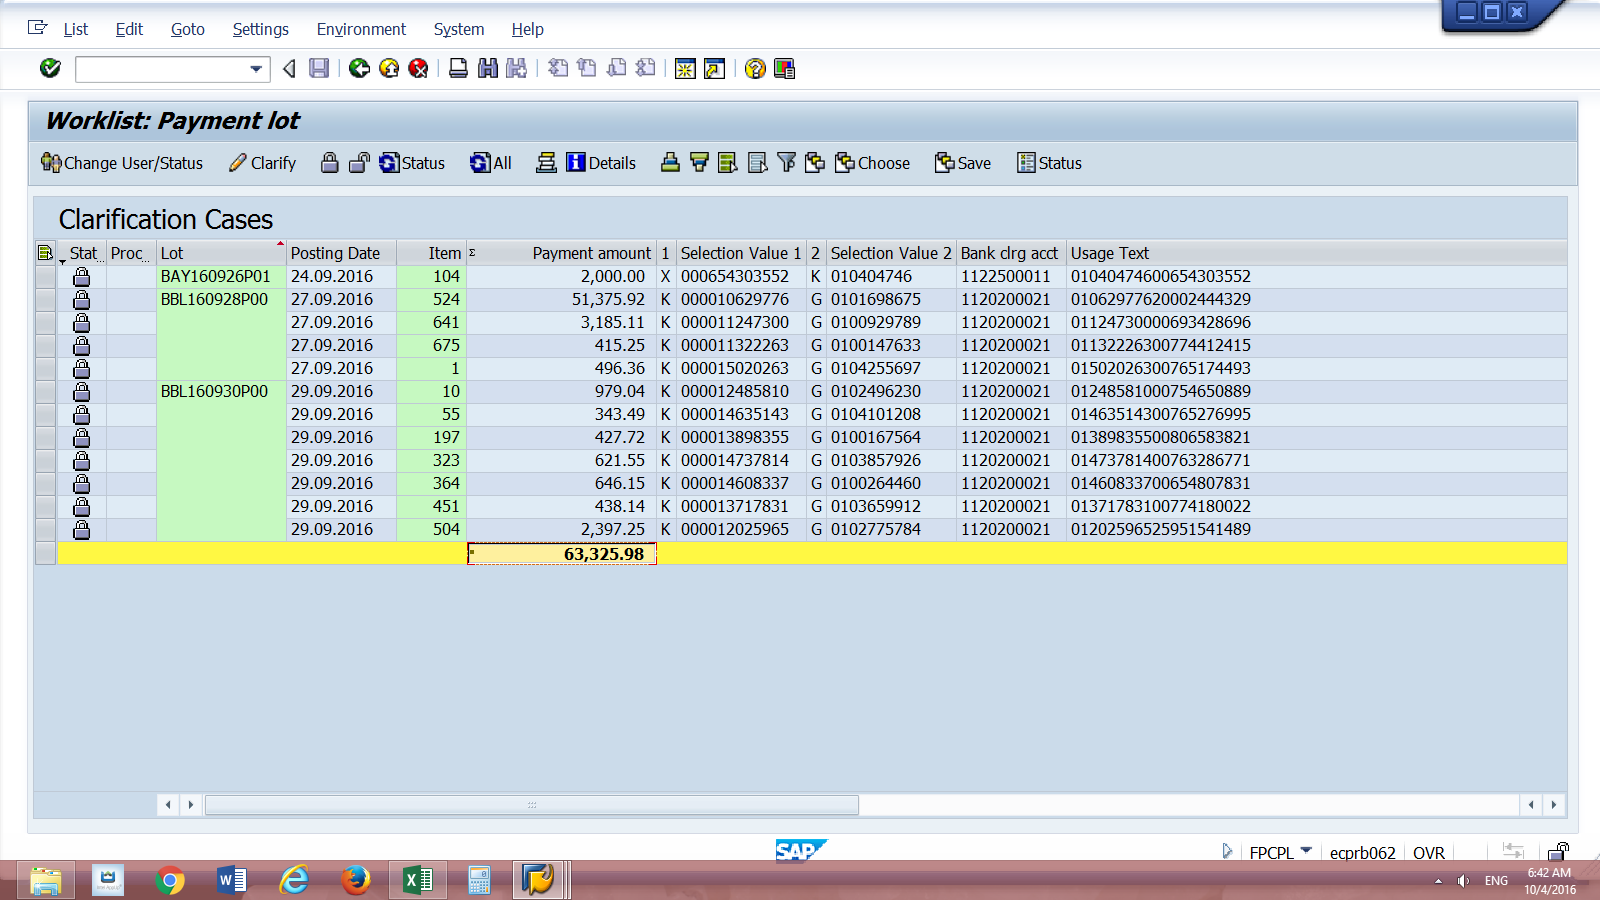 List Edit Goto Settings Environment System Help
Worklist: Payment lot
Change User/Status Clarify Status All Details Choose Save Status
Clarification Cases
Stat.. Proc.. Lot Posting Date Item Σ Payment amount 1 Selection Value 1 2 Selection Value 2 Bank clrg acct Usage Text
BAY160926P01 24.09.2016 104 2,000.00 X 000654303552 K 010404746 1122500011 01040474600654303552
BBL160928P00 27.09.2016 524 51,375.92 K 000010629776 G 0101698675 1120200021 01062977620002444329
27.09.2016 641 3,185.11 K 000011247300 G 0100929789 1120200021 01124730000693428696
27.09.2016 675 415.25 K 000011322263 G 0100147633 1120200021 01132226300774412415
27.09.2016 1 496.36 K 000015020263 G 0104255697 1120200021 01502026300765174493
BBL160930P00 29.09.2016 10 979.04 K 000012485810 G 0102496230 1120200021 01248581000754650889
29.09.2016 55 343.49 K 000014635143 G 0104101208 1120200021 01463514300765276995
29.09.2016 197 427.72 K 000013898355 G 0100167564 1120200021 01389835500806583821
29.09.2016 323 621.55 K 000014737814 G 0103857926 1120200021 01473781400763286771
29.09.2016 364 646.15 K 000014608337 G 0100264460 1120200021 01460833700654807831
29.09.2016 451 438.14 K 000013717831 G 0103659912 1120200021 01371783100774180022
29.09.2016 504 2,397.25 K 000012025965 G 0102775784 1120200021 01202596525951541489
63,325.98
SAP FPCPL ecprb062 OVR
ENG 6:42 AM
10/4/2016